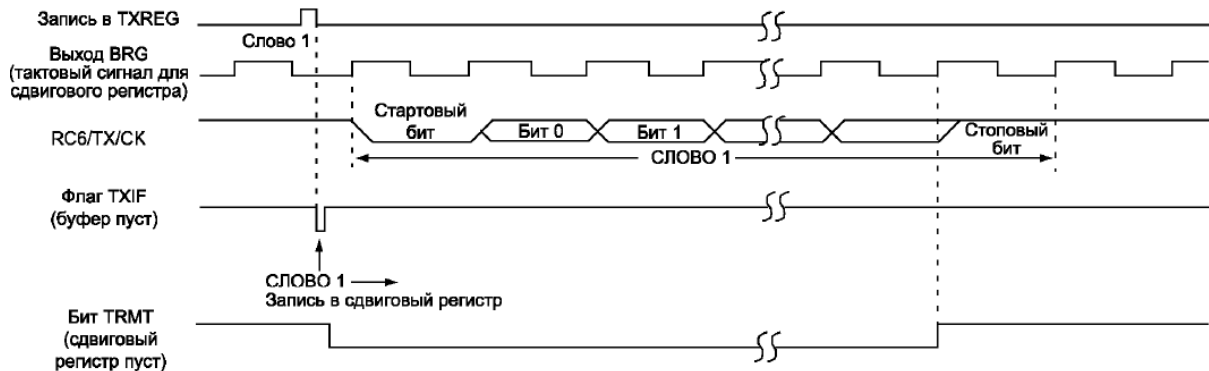 Запись в TXREG
Слово 1
Выход BRG
(тактовый сигнал для
сдвигового регистра)
RC6/TX/CK
Стартовый
бит
Бит 0
Бит 1
Стоповый
бит
СЛОВО 1
Флаг TXIF
(буфер пуст)
СЛОВО 1
Запись в сдвиговый регистр
Бит TRMT
(сдвиговый
регистр пуст)